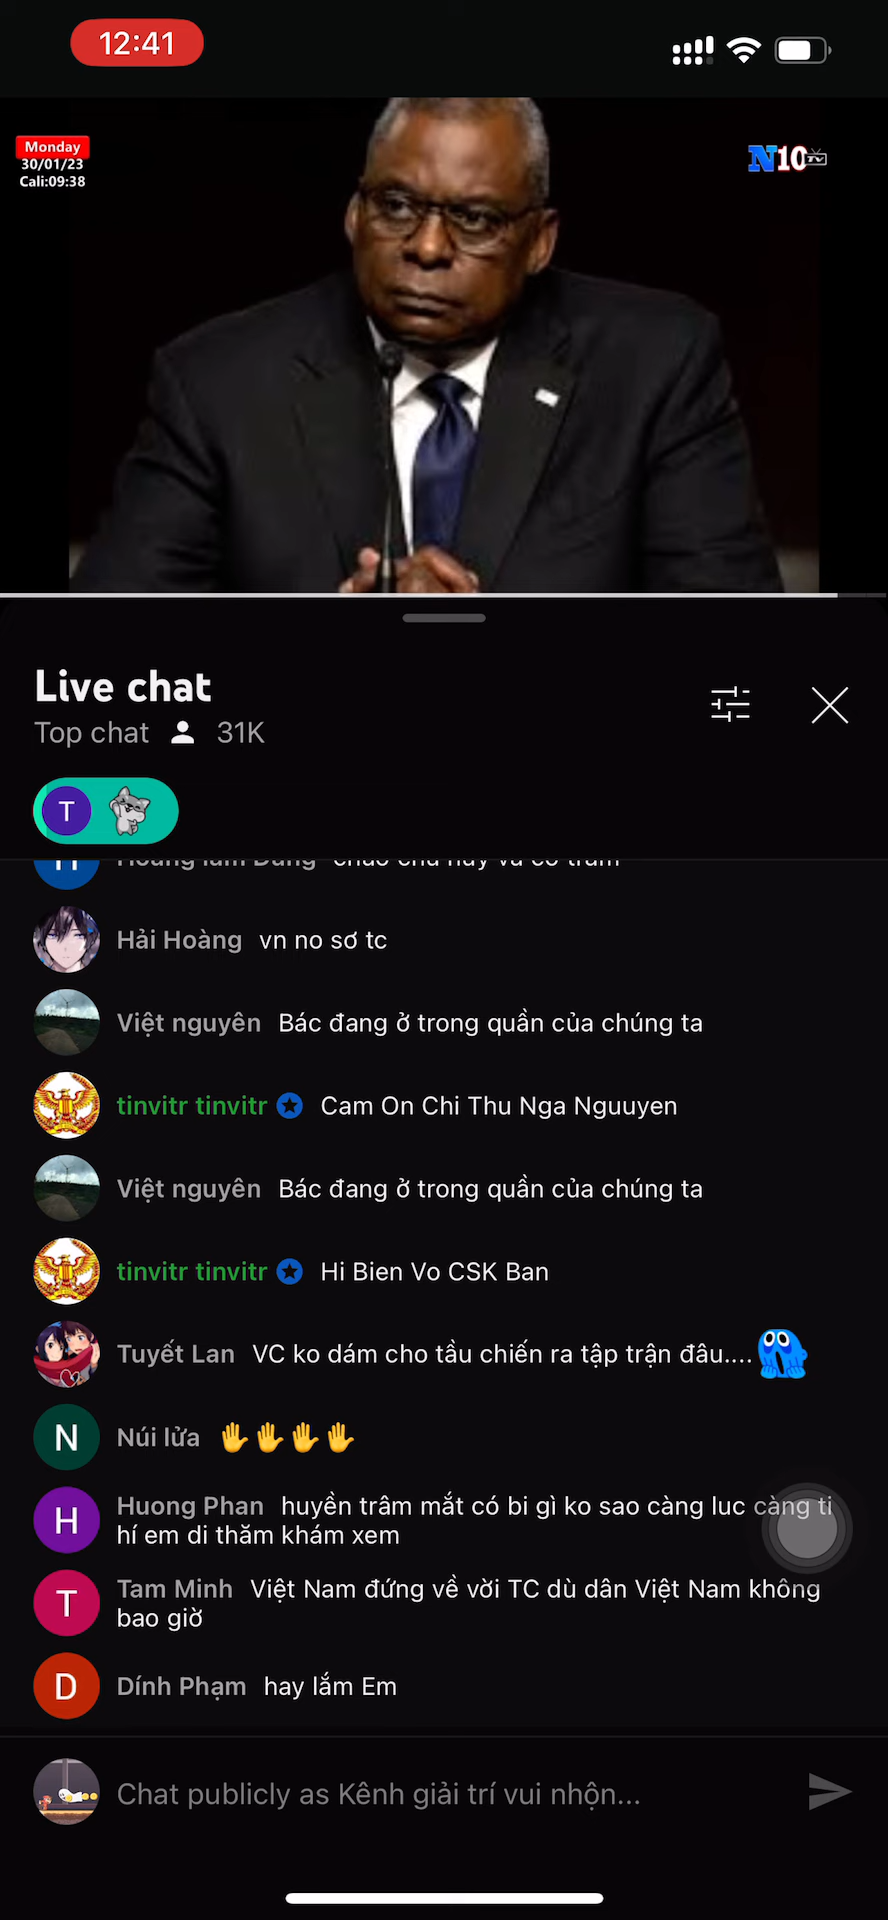 12:41
Monday
30/01/23
Cali:09:38
N10 TV
Live chat
Top chat 31K
T
Hải Hoàng vn no sơ tc
Việt nguyên Bác đang ở trong quần của chúng ta
tinvitr tinvitr Cam On Chi Thu Nga Nguuyen
Việt nguyên Bác đang ở trong quần của chúng ta
tinvitr tinvitr Hi Bien Vo CSK Ban
Tuyết Lan VC ko dám cho tầu chiến ra tập trận đâu....
N Núi lửa ✋✋✋✋
H Huong Phan huyền trâm mắt có bi gì ko sao càng luc càng ti
hí em di thăm khám xem
T Tam Minh Việt Nam đứng về vời TC dù dân Việt Nam không
bao giờ
D Dính Phạm hay lắm Em
Chat publicly as Kênh giải trí vui nhộn...